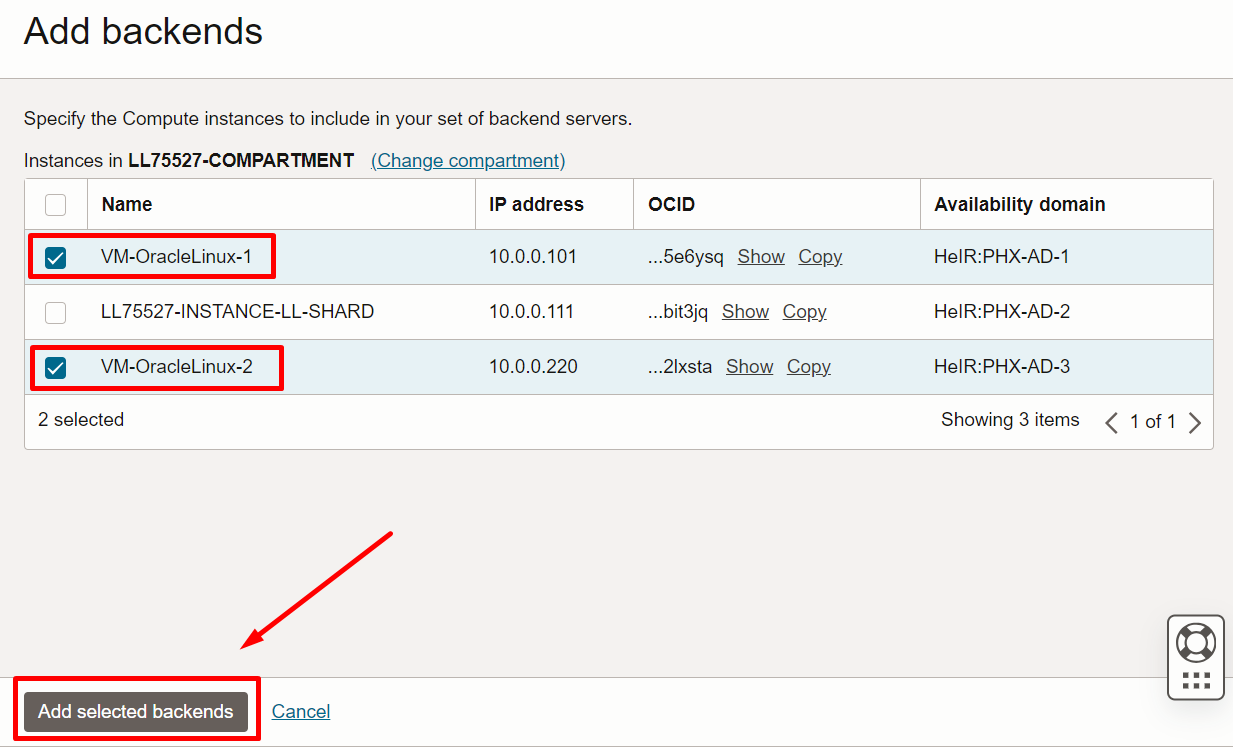 Add backends
Specify the Compute instances to include in your set of backend servers.
Instances in LL75527-COMPARTMENT (Change compartment)
Name IP address OCID Availability domain
VM-OracleLinux-1 10.0.0.101 ...5e6ysq Show Copy HeIR:PHX-AD-1
LL75527-INSTANCE-LL-SHARD 10.0.0.111 ...bit3jq Show Copy HeIR:PHX-AD-2
VM-OracleLinux-2 10.0.0.220 ...2lxsta Show Copy HeIR:PHX-AD-3
2 selected Showing 3 items 1 of 1
Add selected backends Cancel